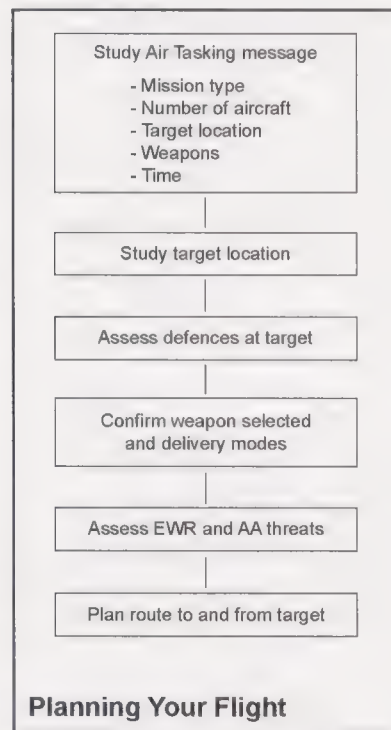 Study Air Tasking message
- Mission type
- Number of aircraft
- Target location
- Weapons
- Time
Study target location
Assess defences at target
Confirm weapon selected
and delivery modes
Assess EWR and AA threats
Plan route to and from target
Planning Your Flight